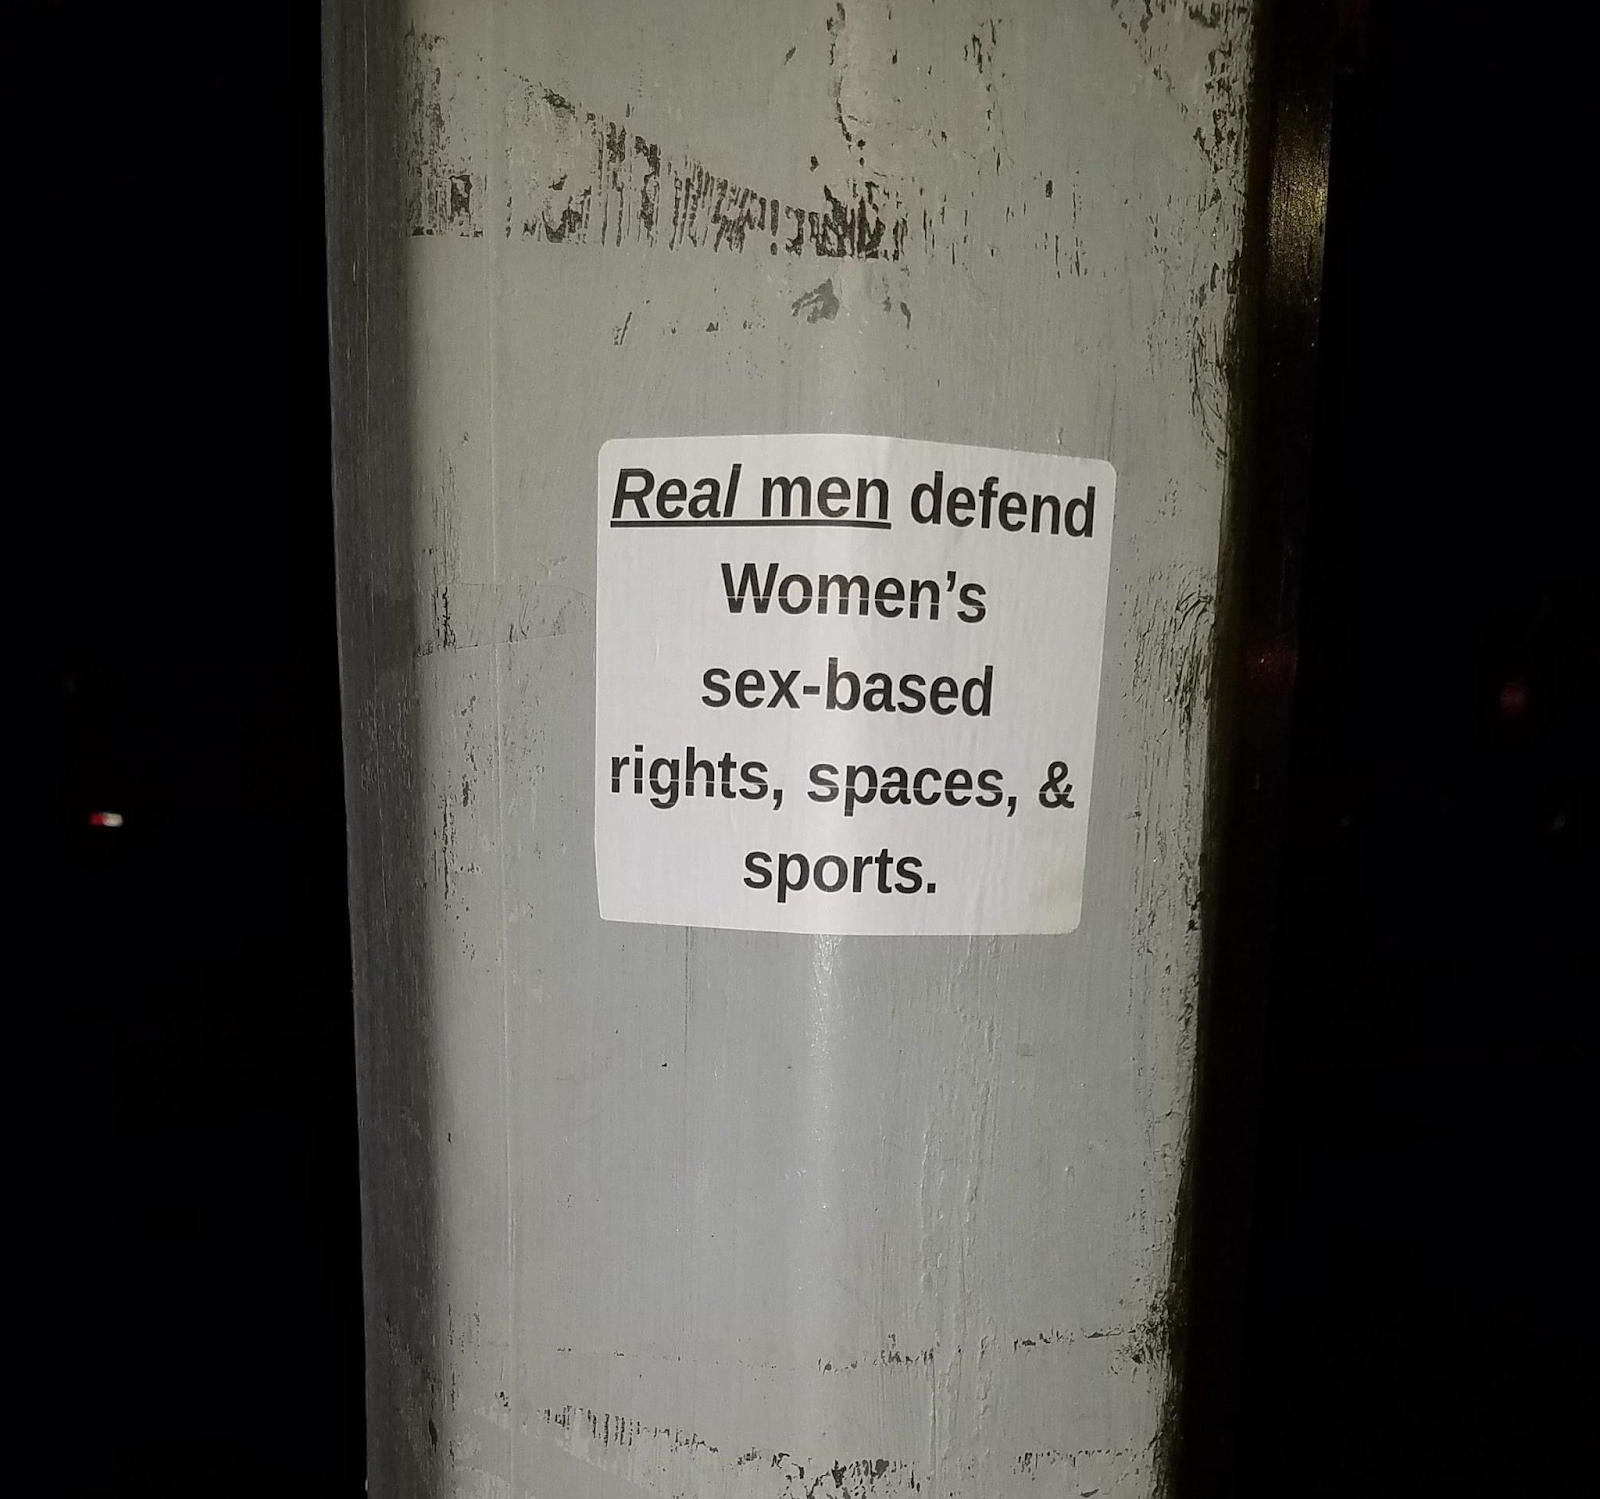 Real men defend
Women’s
sex-based
rights, spaces, &
sports.